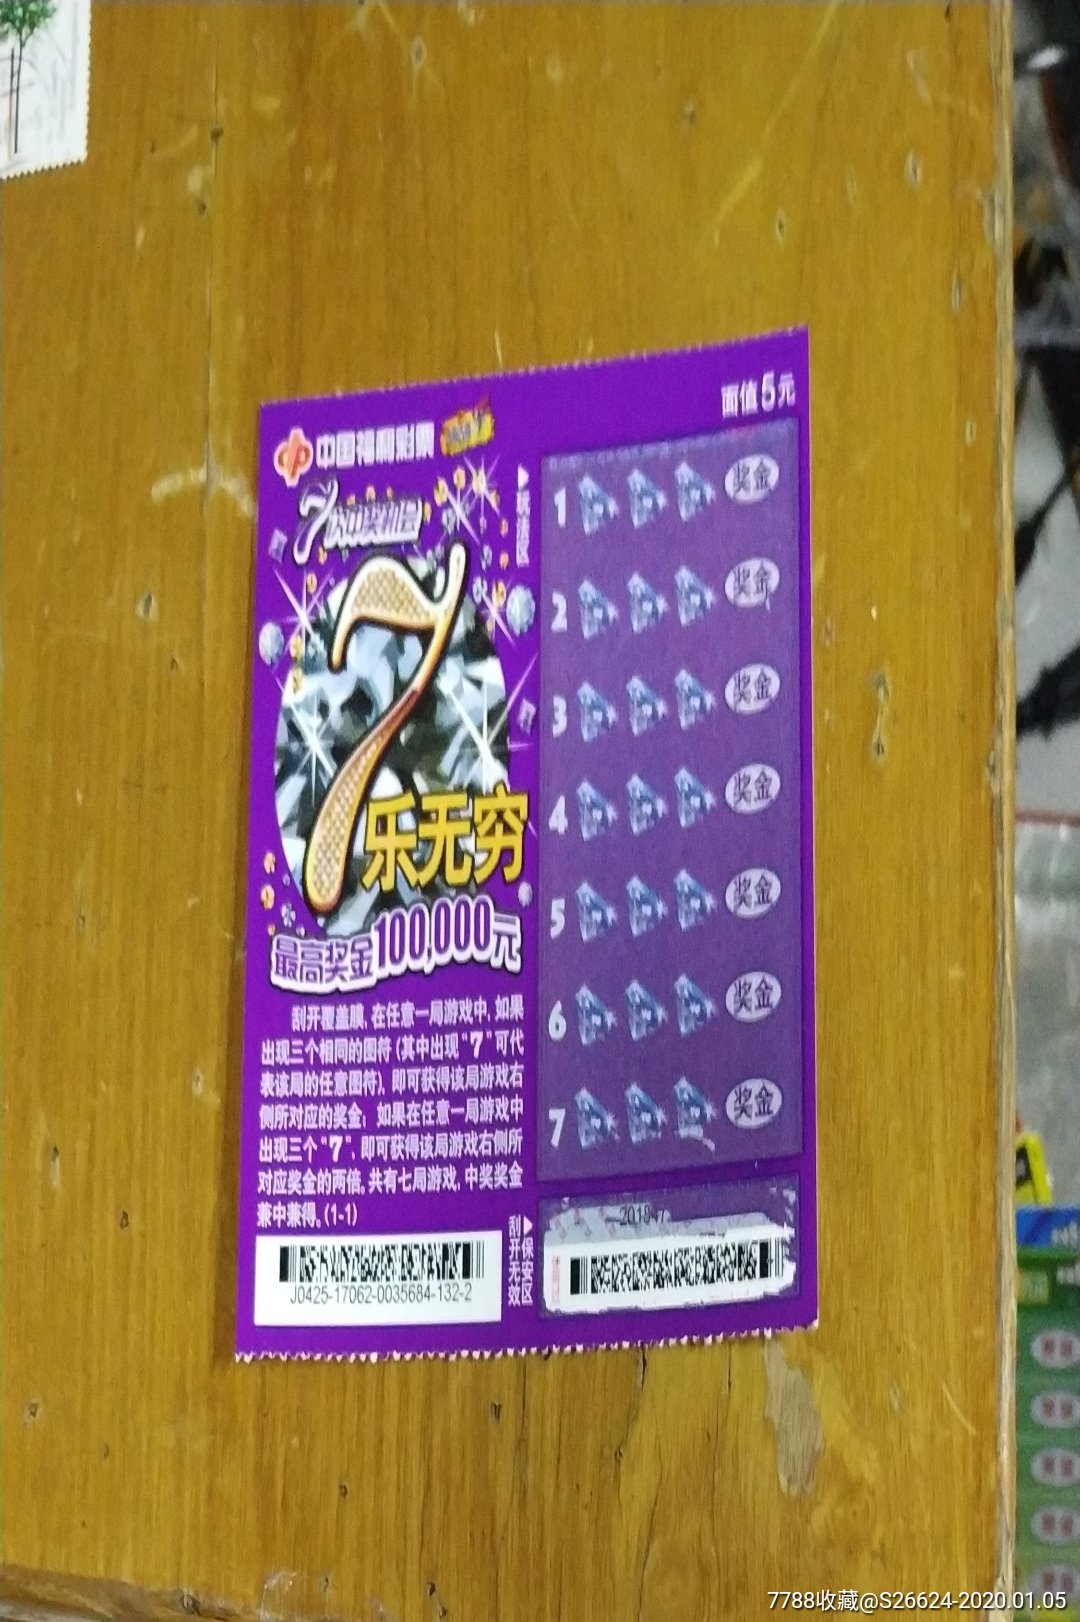 中国福利彩票
面值5元
7次中奖机会
7
乐无穷
最高奖金100,000元
刮开覆盖膜,在任意一局游戏中,如果
出现三个相同的图符(其中出现“7”可代
表该局的任意图符),即可获得该局游戏右
侧所对应的奖金;如果在任意一局游戏中
出现三个“7”,即可获得该局游戏右侧所
对应奖金的两倍。共有七局游戏,中奖奖金
兼中兼得。(1-1)
J0425-17062-0035684-132-2
▶玩法区
1 奖金
2 奖金
3 奖金
4 奖金
5 奖金
6 奖金
7 奖金
▶保安区
刮开无效
7788收藏@S26624-2020.01.05